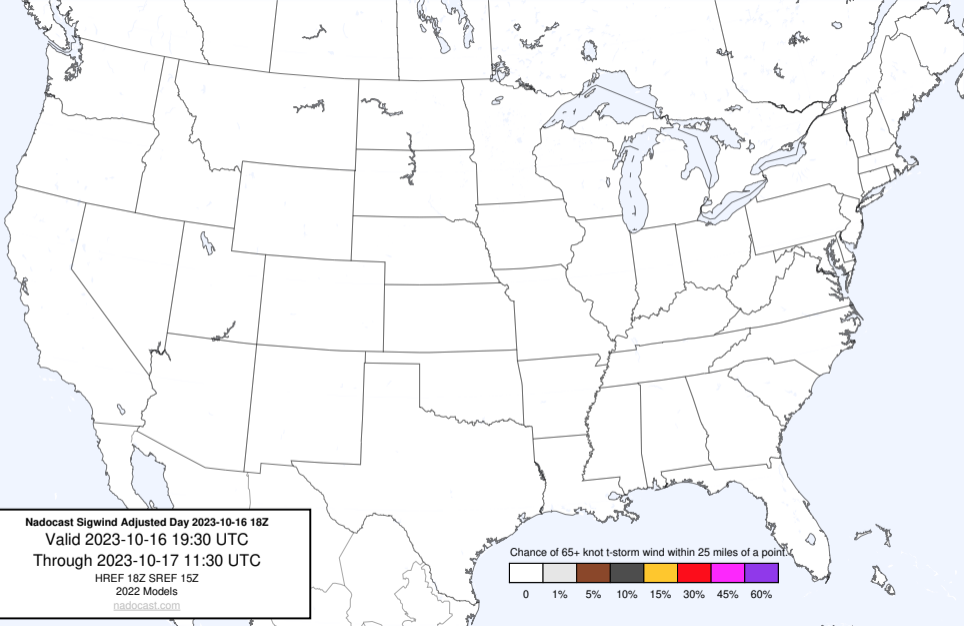 Nadocast Sigwind Adjusted Day 2023-10-16 18Z
Valid 2023-10-16 19:30 UTC
Through 2023-10-17 11:30 UTC
HREF 18Z SREF 15Z
2022 Models
nadocast.com
Chance of 65+ knot t-storm wind within 25 miles of a point.
0 1% 5% 10% 15% 30% 45% 60%